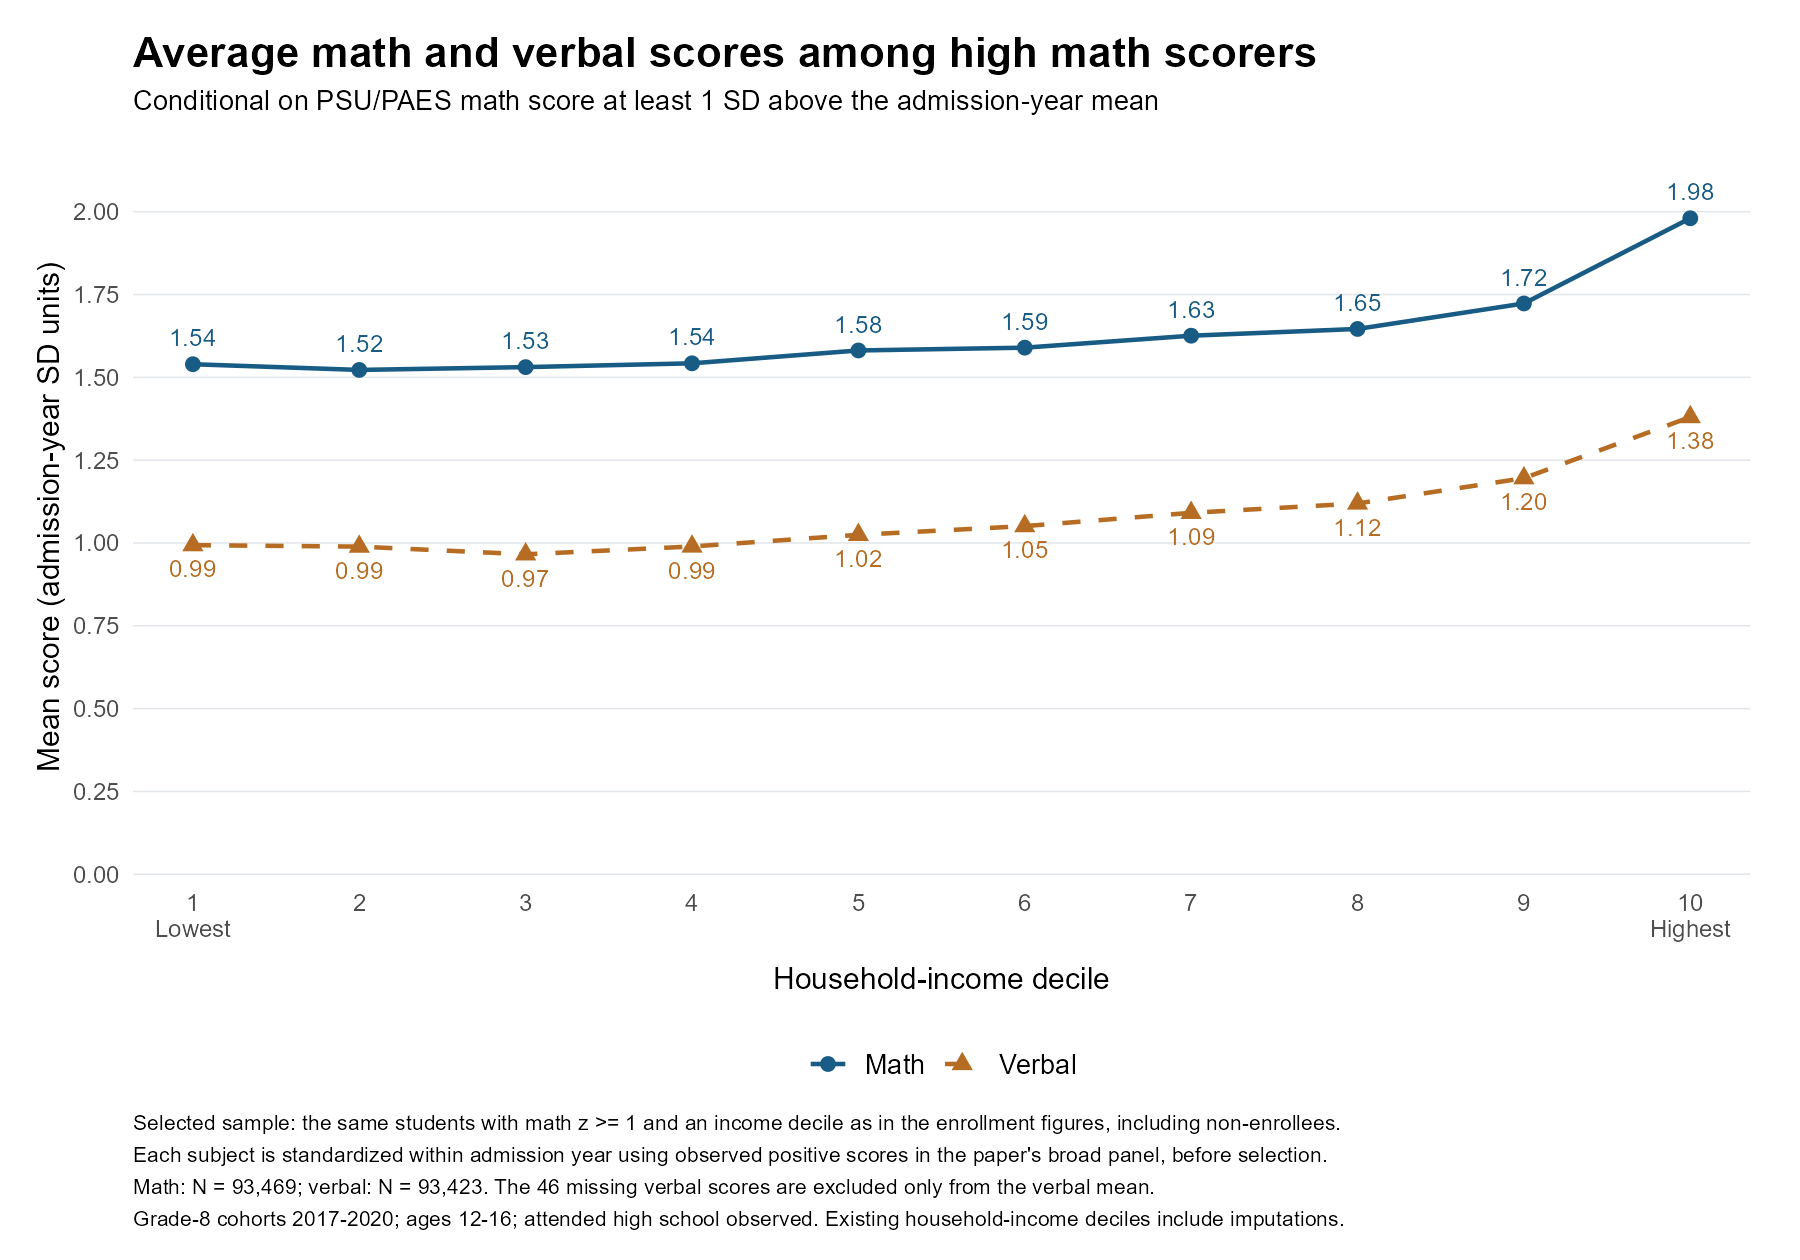 Average math and verbal scores among high math scorers
Conditional on PSU/PAES math score at least 1 SD above the admission-year mean
Mean score (admission-year SD units)
2.00
1.75
1.50
1.25
1.00
0.75
0.50
0.25
0.00
1.54
1.52
1.53
1.54
1.58
1.59
1.63
1.65
1.72
1.98
0.99
0.99
0.97
0.99
1.02
1.05
1.09
1.12
1.20
1.38
1 2 3 4 5 6 7 8 9 10
Lowest Highest
Household-income decile
Math Verbal
Selected sample: the same students with math z >= 1 and an income decile as in the enrollment figures, including non-enrollees.
Each subject is standardized within admission year using observed positive scores in the paper's broad panel, before selection.
Math: N = 93,469; verbal: N = 93,423. The 46 missing verbal scores are excluded only from the verbal mean.
Grade-8 cohorts 2017-2020; ages 12-16; attended high school observed. Existing household-income deciles include imputations.